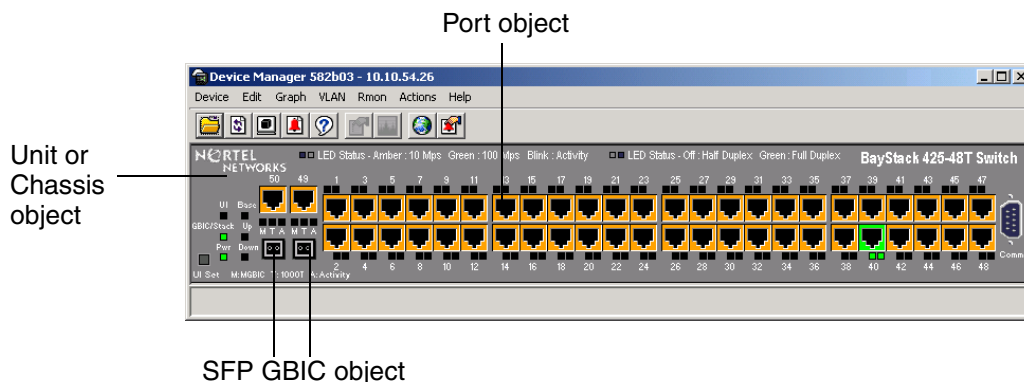 Port object
Device Manager 582b03 - 10.10.54.26
Device Edit Graph VLAN Rmon Actions Help
Unit or
Chassis
object
NORTEL
NETWORKS
LED Status - Amber : 10 Mps Green : 100 Mps Blink : Activity LED Status - Off : Half Duplex Green : Full Duplex
BayStack 425-48T Switch
50 49 1 3 5 7 9 11 13 15 17 19 21 23 25 27 29 31 33 35 37 39 41 43 45 47
UI Base
GBIC/Stack Up M T A M T A
Pwr Down
2 4 6 8 10 12 14 16 18 20 22 24 26 28 30 32 34 36 38 40 42 44 46 48
Comm
UI Set M:MGBIC T:1000T A:Activity
SFP GBIC object